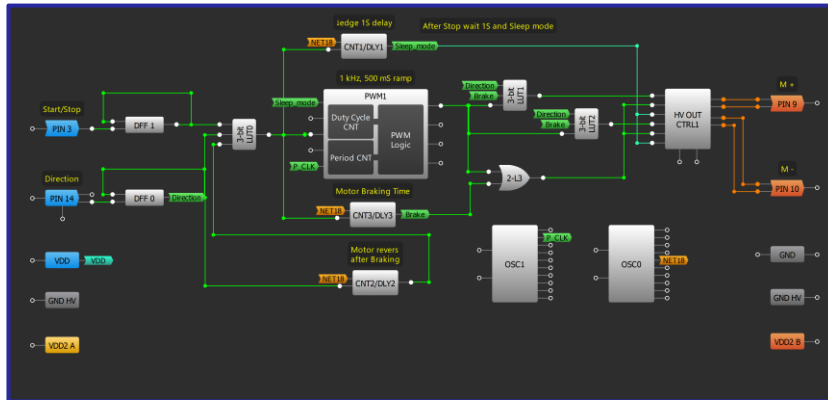 ledge 1S delay
After Stop wait 1S and Sleep mode
NET18
CNT1/DLY1
Sleep_mode
1 kHz, 500 mS ramp
PWM1
Direction
Brake
3-bit
LUT1
M +
Start/Stop
Sleep_mode
Direction
Brake
3-bit
LUT2
HV OUT
CTRL1
PIN 9
PIN 3
DFF 1
3-bit
LUT0
Duty Cycle
CNT
PWM
Logic
Period CNT
P_CLK
Direction
2-L3
M -
PIN 14
DFF 0
Direction
Motor Braking Time
PIN 10
NET18
CNT3/DLY3
Brake
P_CLK
Motor revers
after Braking
VDD
VDD
OSC1
OSC0
NET18
GND
NET18
CNT2/DLY2
GND HV
GND HV
VDD2 A
VDD2 B